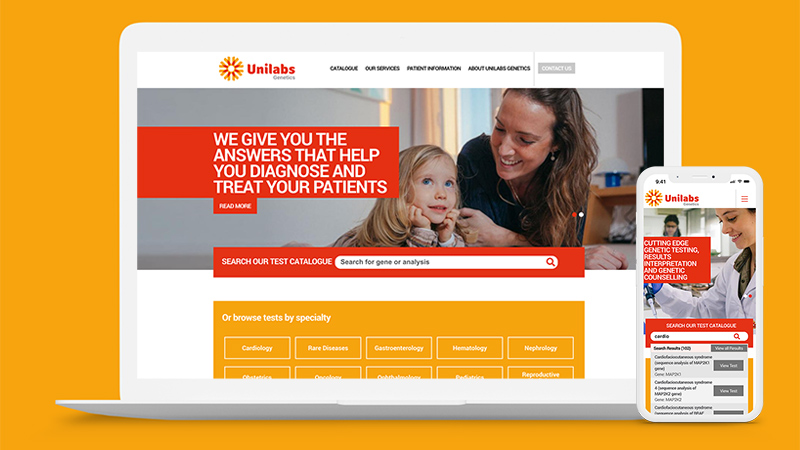 Unilabs
Genetics
CATALOGUE OUR SERVICES PATIENT INFORMATION ABOUT UNILABS GENETICS CONTACT US
WE GIVE YOU THE
ANSWERS THAT HELP
YOU DIAGNOSE AND
TREAT YOUR PATIENTS
READ MORE
SEARCH OUR TEST CATALOGUE Search for gene or analysis
Or browse tests by specialty
Cardiology Rare Diseases Gastroenterology Hematology Nephrology
Obstetrics Oncology Ophthalmology Pediatrics Reproductive
9:41
Unilabs
Genetics
CUTTING EDGE
GENETIC TESTING,
RESULTS
INTERPRETATION
AND GENETIC
COUNSELLING
SEARCH OUR TEST CATALOGUE
cardio
Search Results (102) View all Results
Cardiofaciocutaneous syndrome
(sequence analysis of MAP2K1
gene)
Gene: MAP2K1
View Test
Cardiofaciocutaneous syndrome
4 (sequence analysis of
MAP2K2 gene)
Gene: MAP2K2
View Test
Cardiofaciocutaneous syndrome
(sequence analysis of BRAF